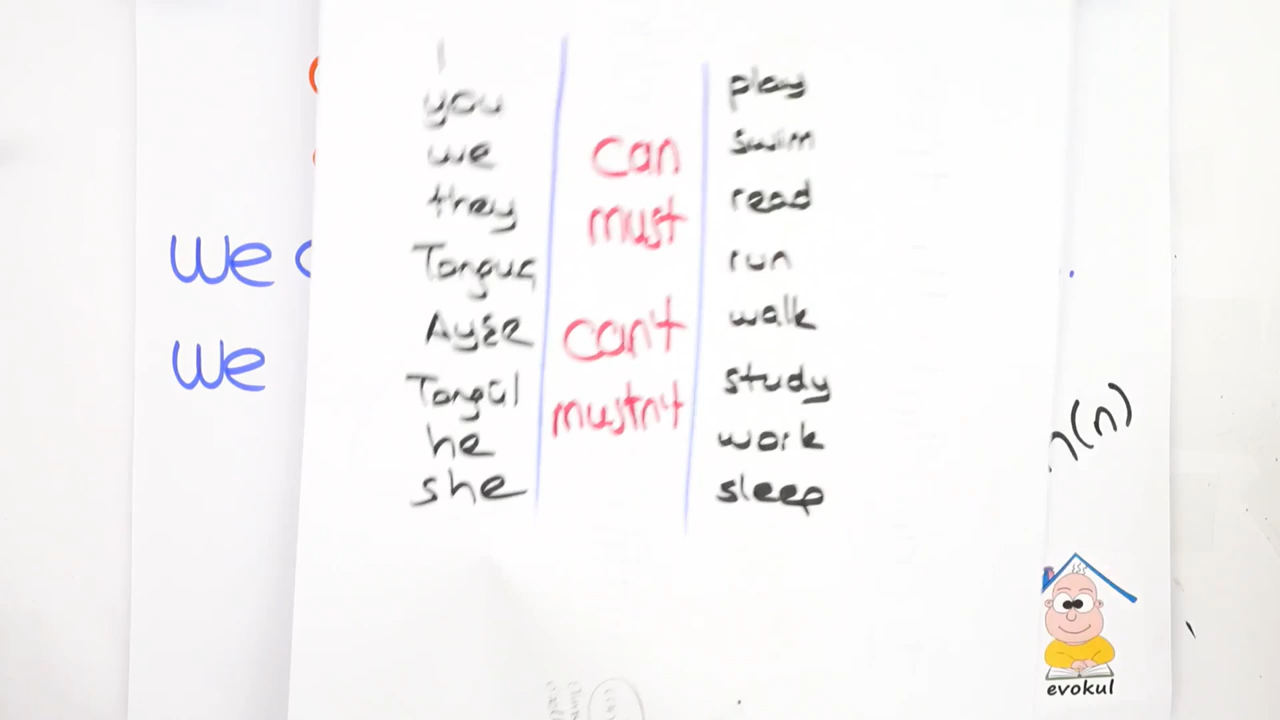 I
you
we
they
Tonguç
AyŞE
Tongül
he
she
can
must
can't
mustn't
play
swim
read
run
walk
study
work
sleep
we
we
(n)
evokul